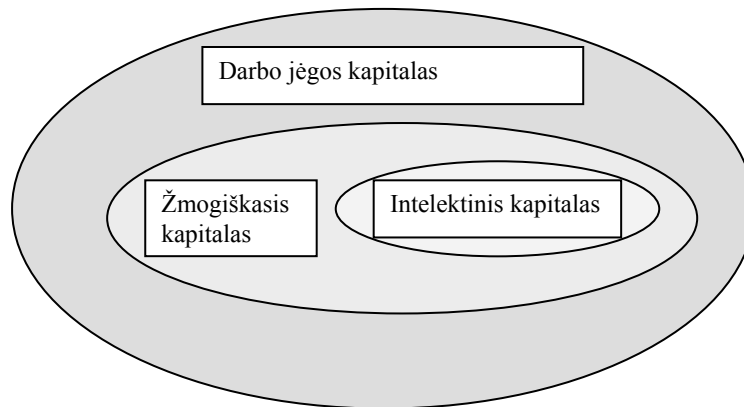 Darbo jėgos kapitalas
Žmogiškasis
kapitalas
Intelektinis kapitalas